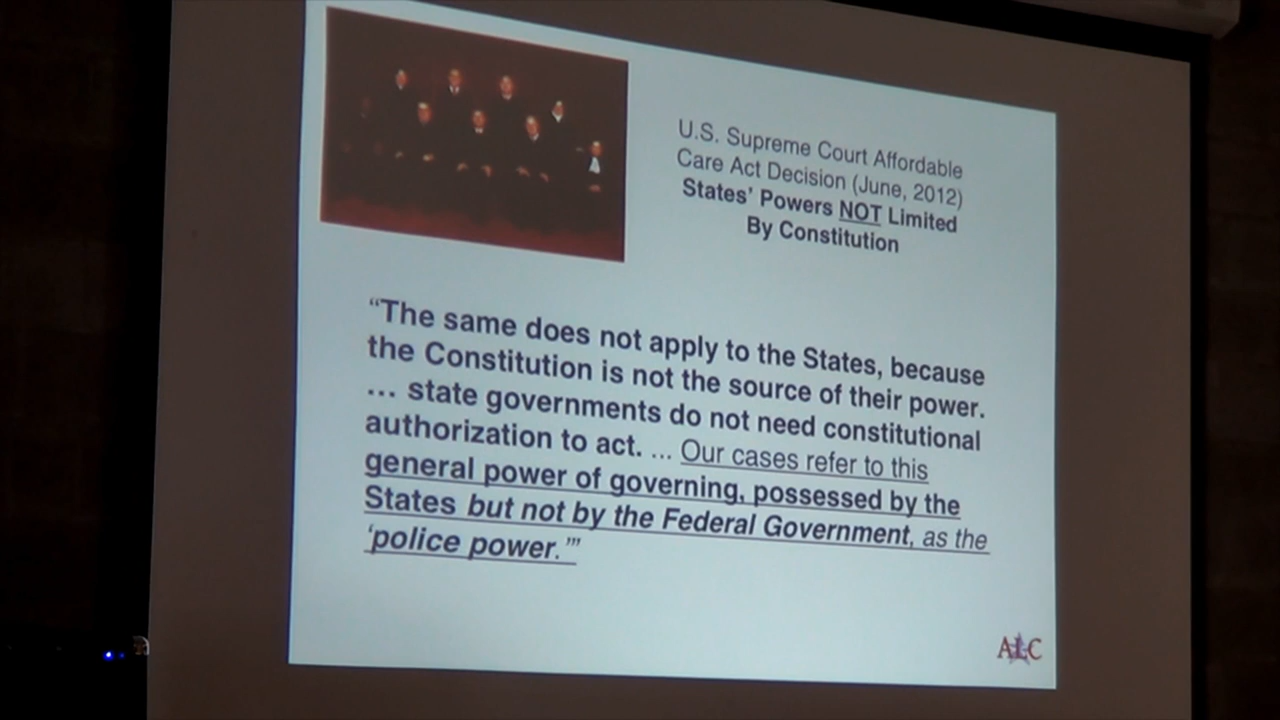 U.S. Supreme Court Affordable
Care Act Decision (June, 2012)
States' Powers NOT Limited
By Constitution
“The same does not apply to the States, because
the Constitution is not the source of their power.
... state governments do not need constitutional
authorization to act. ... Our cases refer to this
general power of governing, possessed by the
States but not by the Federal Government, as the
‘police power.’”
ALC